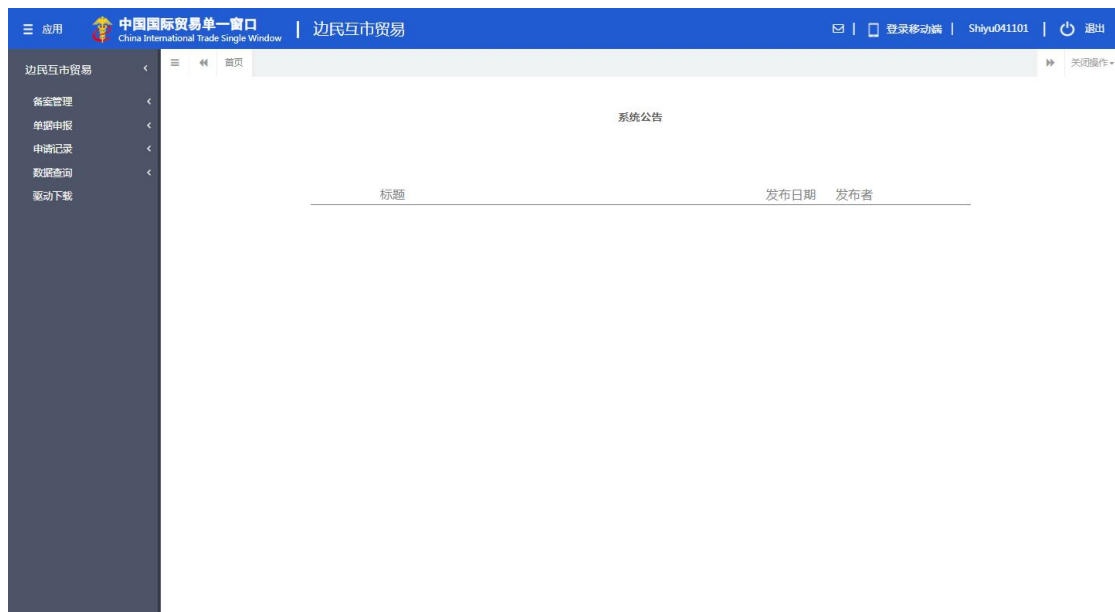 应用
中国国际贸易单一窗口
China International Trade Single Window
边民互市贸易
登录移动端
Shiyu041101
退出
边民互市贸易
首页
关闭操作
备案管理
单据申报
申请记录
数据查询
驱动下载
系统公告
标题 发布日期 发布者